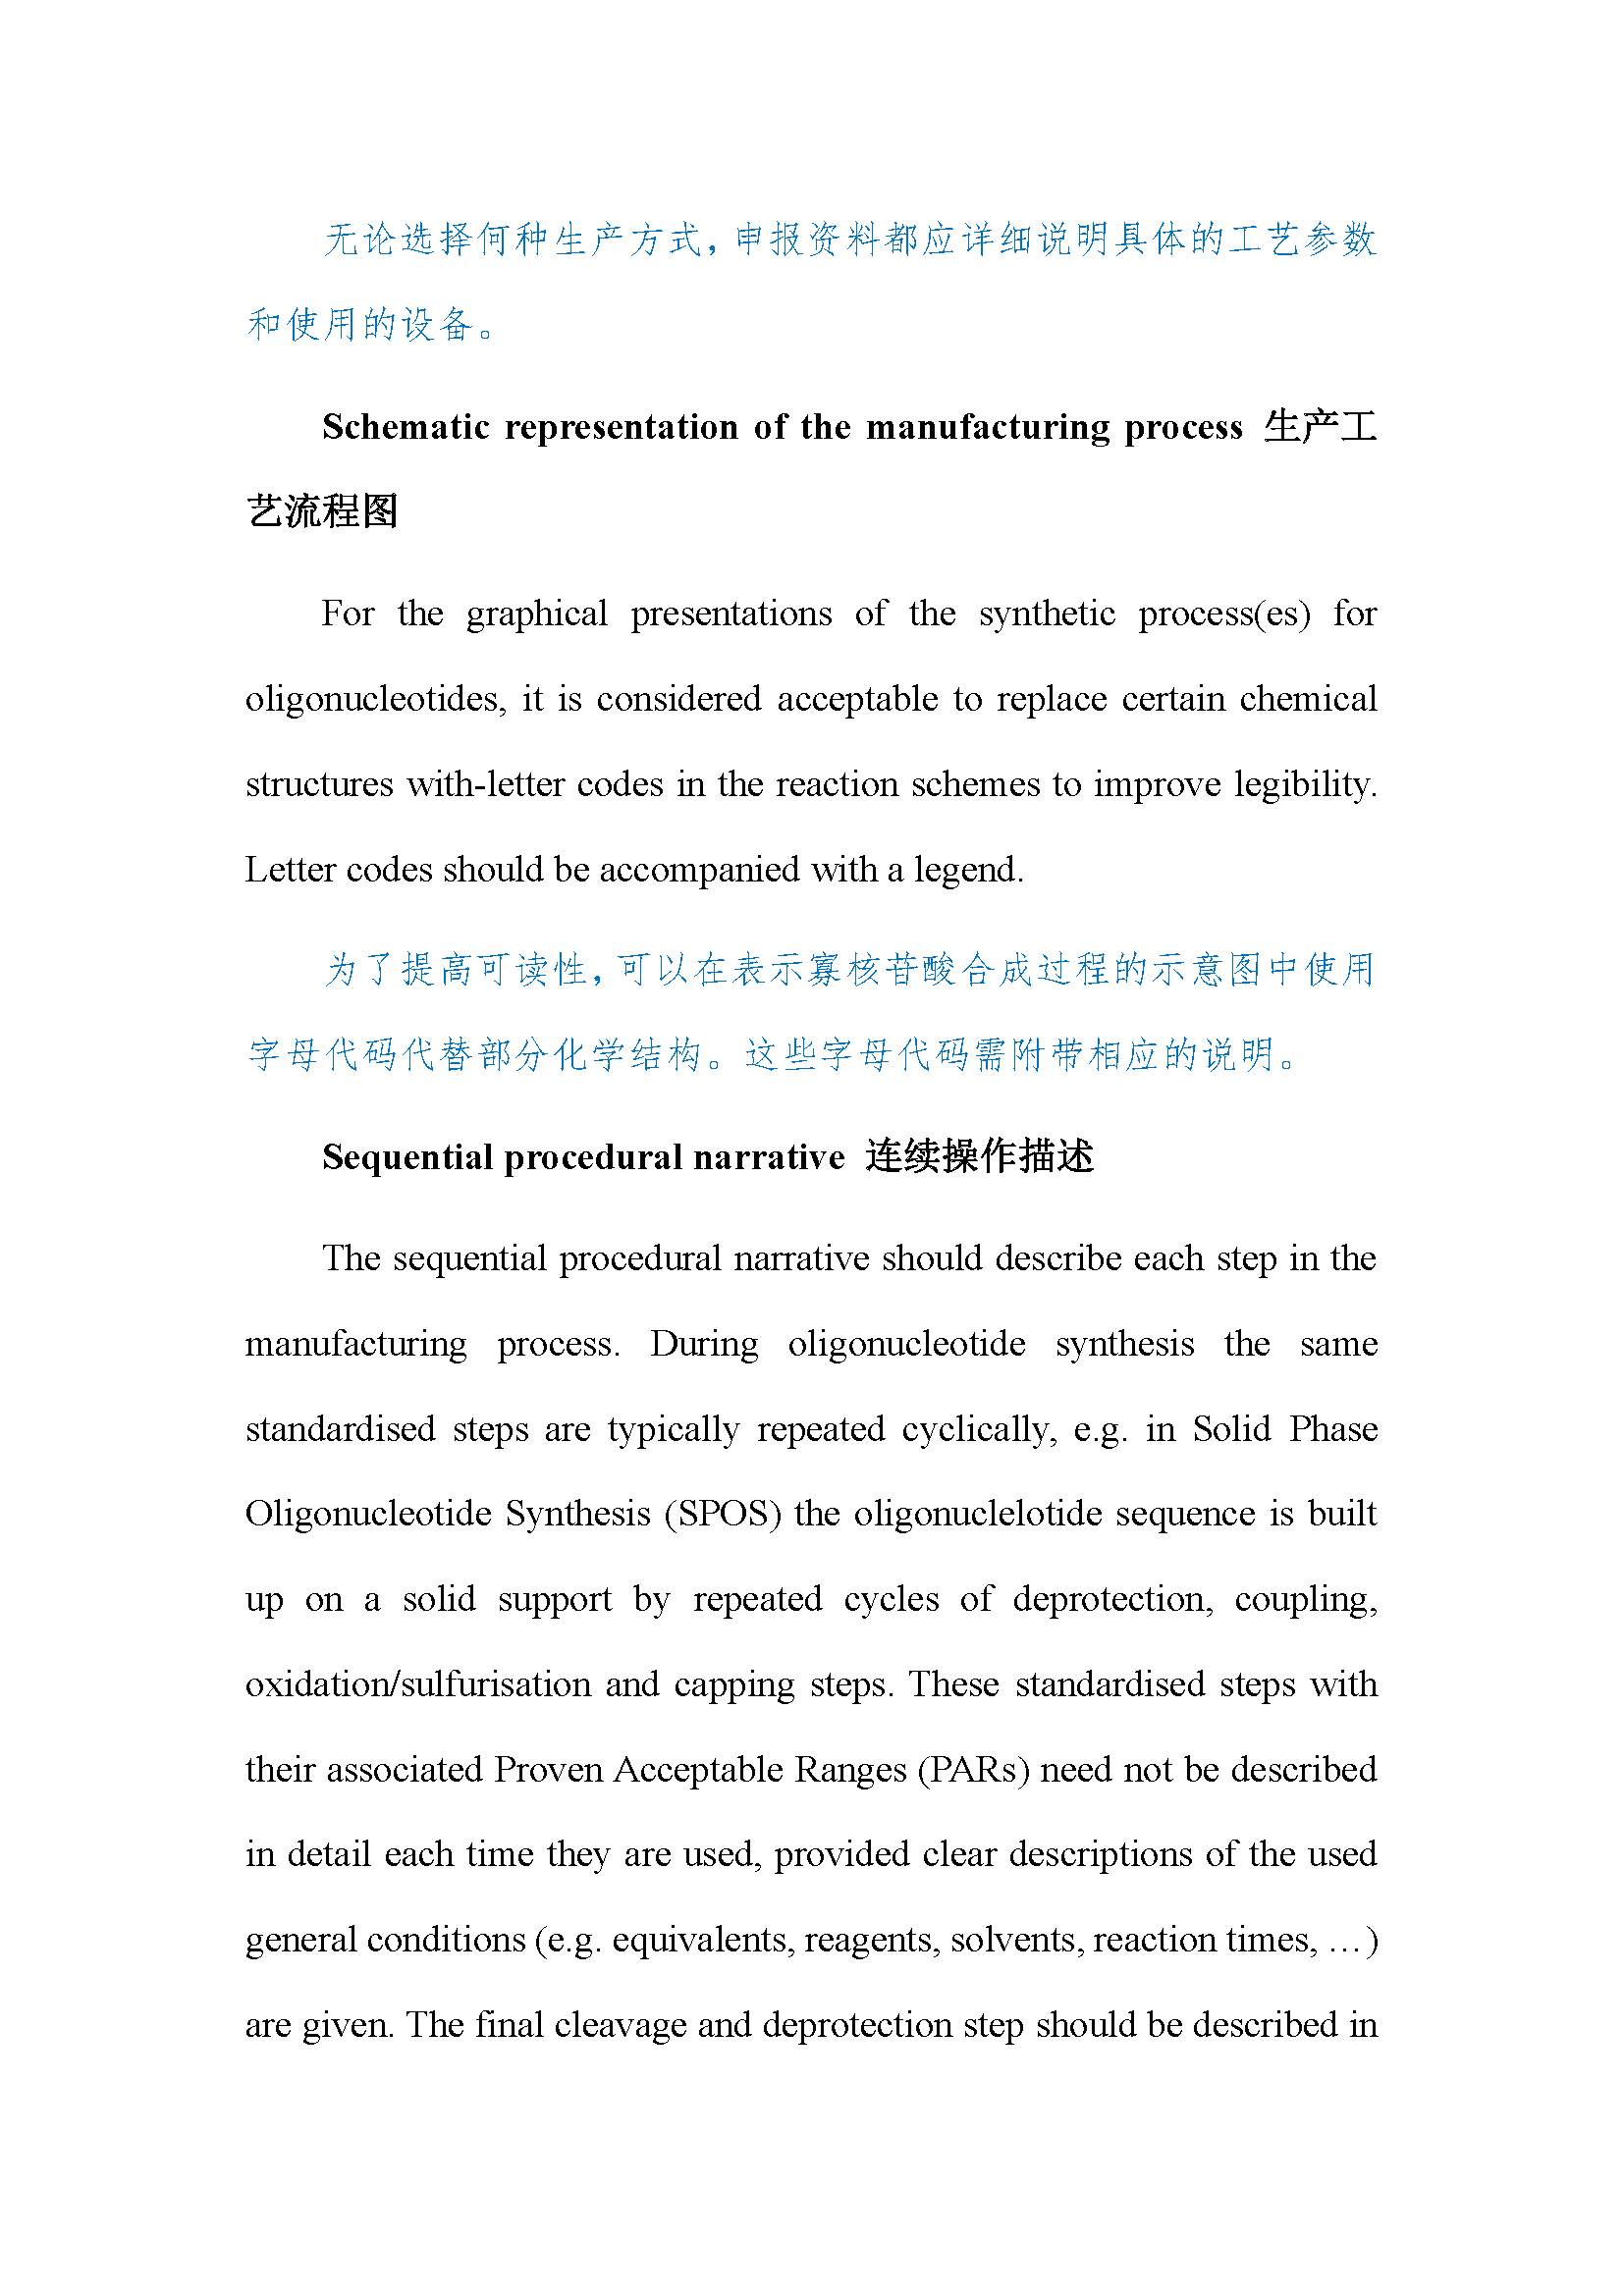 无论选择何种生产方式，申报资料都应详细说明具体的工艺参数
和使用的设备。
Schematic representation of the manufacturing process 生产工
艺流程图
For the graphical presentations of the synthetic process(es) for
oligonucleotides, it is considered acceptable to replace certain chemical
structures with-letter codes in the reaction schemes to improve legibility.
Letter codes should be accompanied with a legend.
为了提高可读性，可以在表示寡核苷酸合成过程的示意图中使用
字母代码代替部分化学结构。这些字母代码需附带相应的说明。
Sequential procedural narrative 连续操作描述
The sequential procedural narrative should describe each step in the
manufacturing process. During oligonucleotide synthesis the same
standardised steps are typically repeated cyclically, e.g. in Solid Phase
Oligonucleotide Synthesis (SPOS) the oligonuclelotide sequence is built
up on a solid support by repeated cycles of deprotection, coupling,
oxidation/sulfurisation and capping steps. These standardised steps with
their associated Proven Acceptable Ranges (PARs) need not be described
in detail each time they are used, provided clear descriptions of the used
general conditions (e.g. equivalents, reagents, solvents, reaction times, …)
are given. The final cleavage and deprotection step should be described in